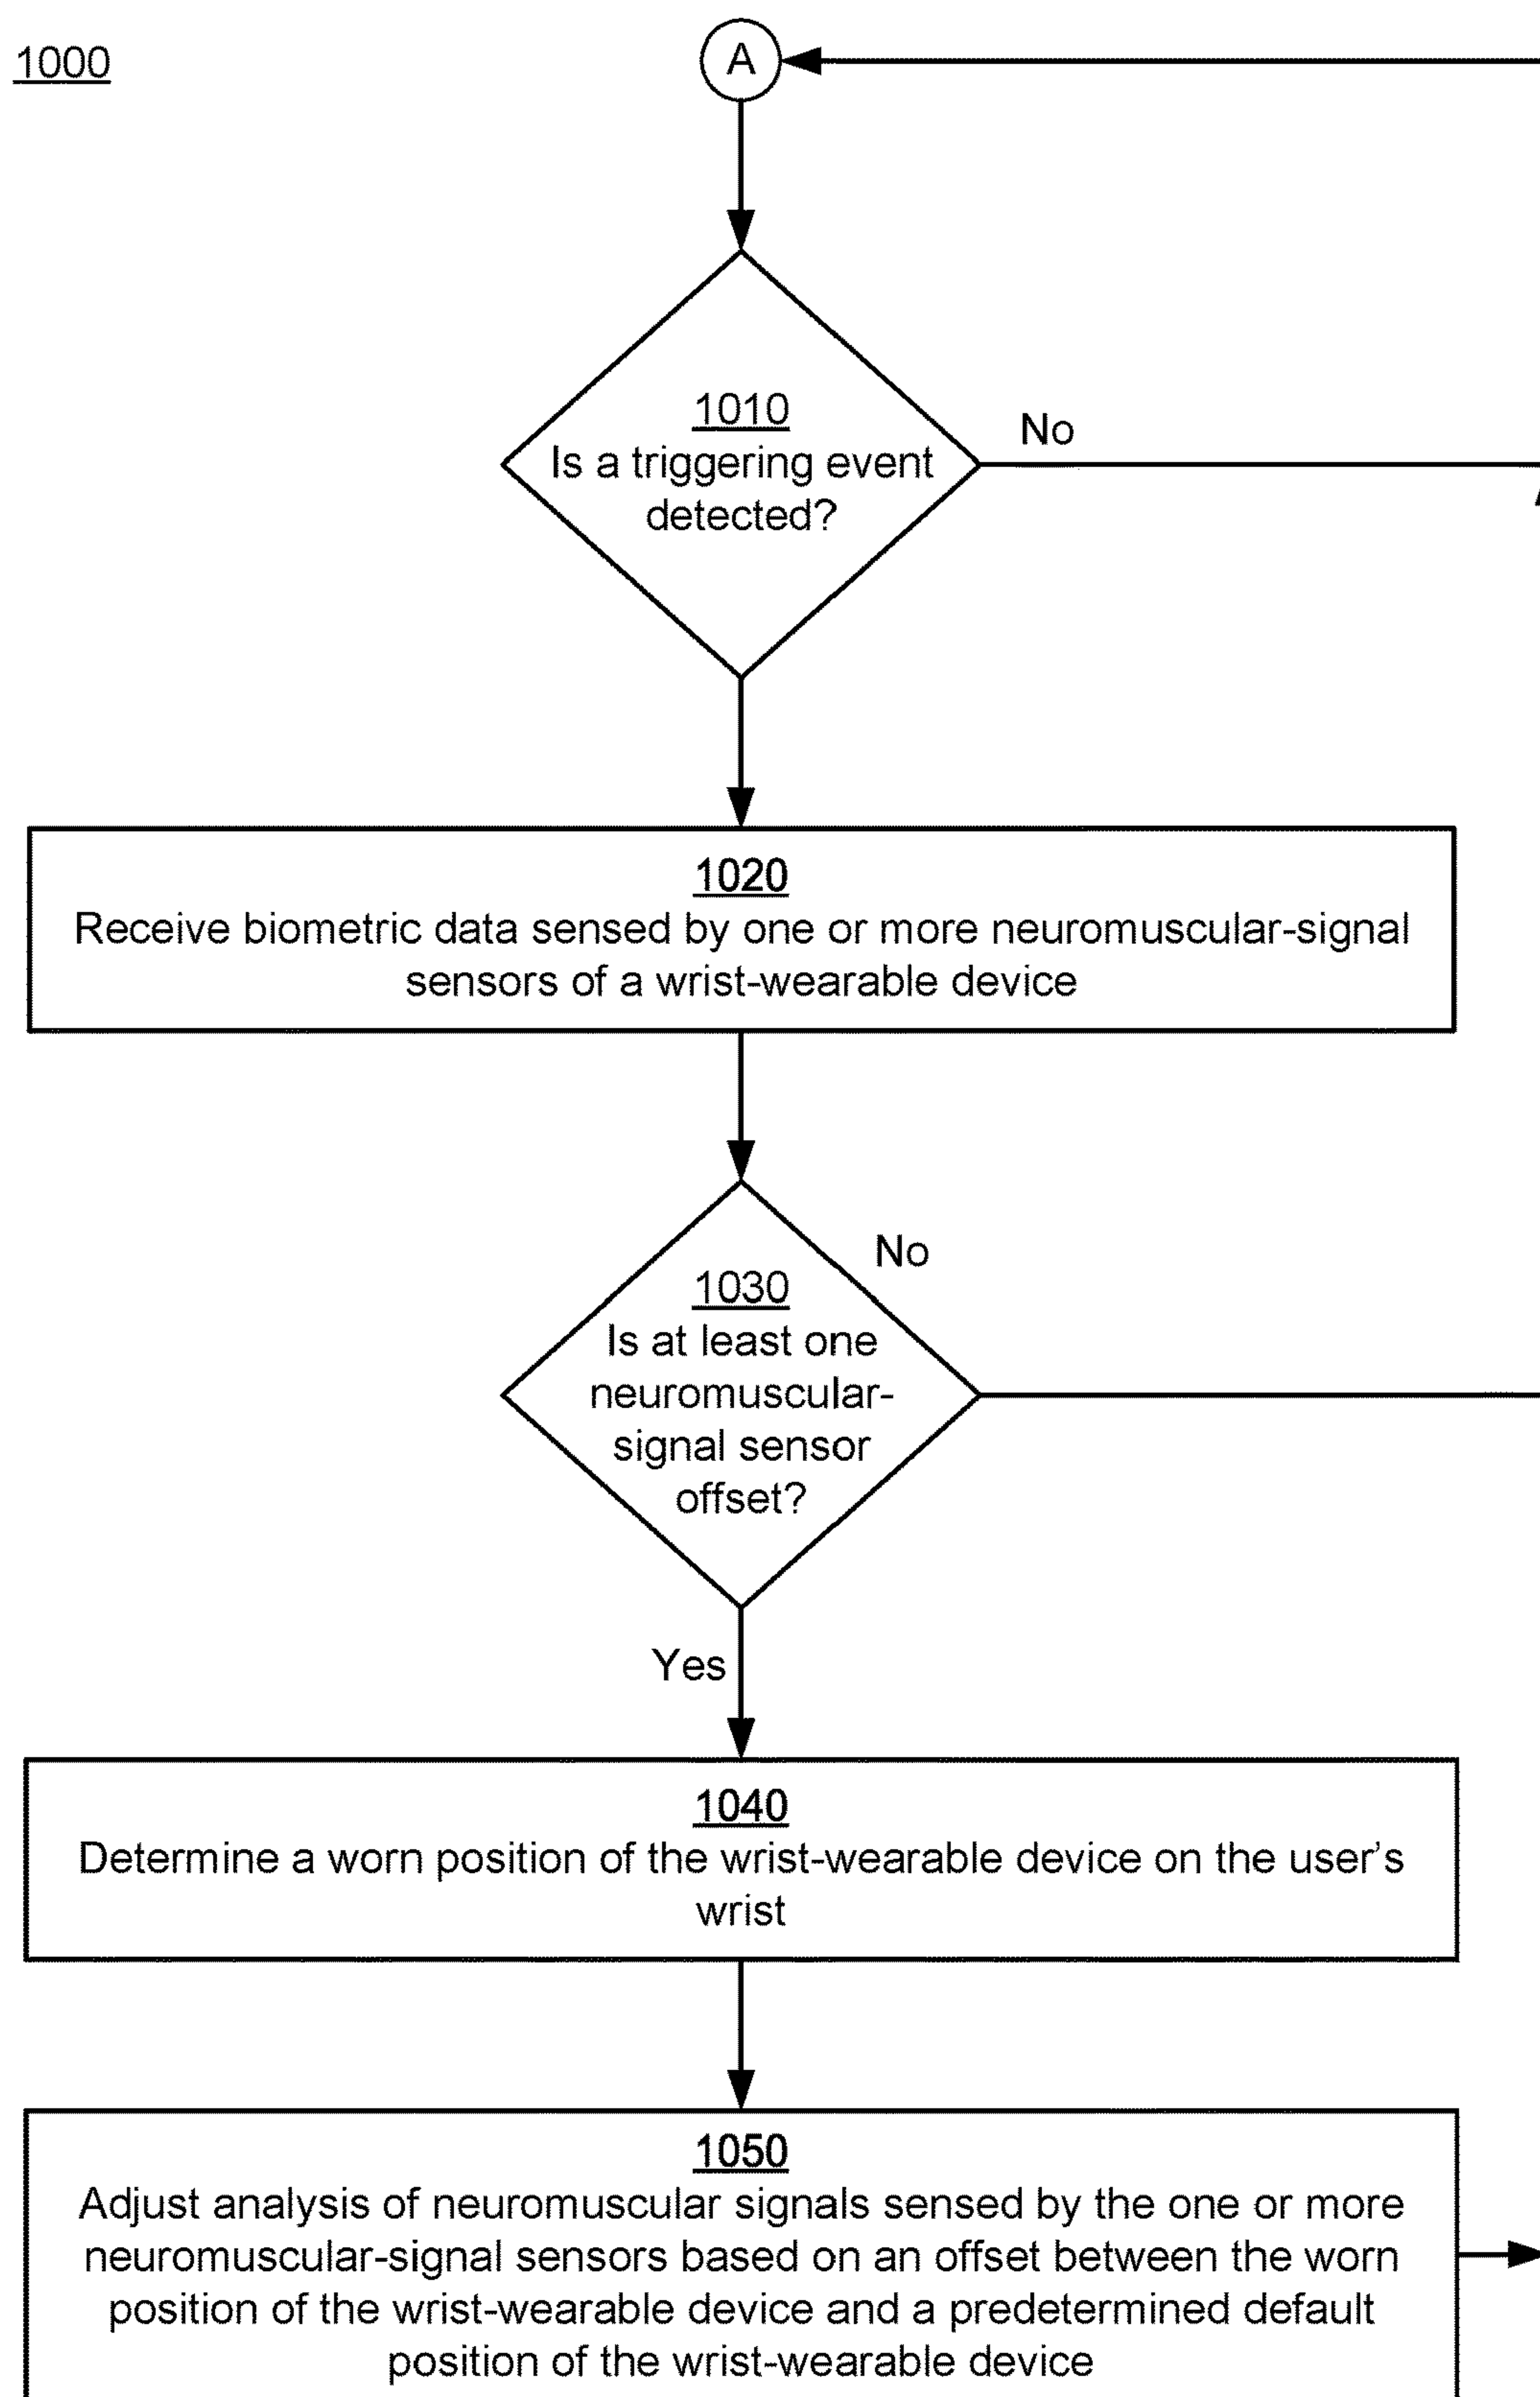 1000
A
1010
Is a triggering event
detected?
No
1020
Receive biometric data sensed by one or more neuromuscular-signal
sensors of a wrist-wearable device
No
1030
Is at least one
neuromuscular-
signal sensor
offset?
Yes
1040
Determine a worn position of the wrist-wearable device on the user's
wrist
1050
Adjust analysis of neuromuscular signals sensed by the one or more
neuromuscular-signal sensors based on an offset between the worn
position of the wrist-wearable device and a predetermined default
position of the wrist-wearable device